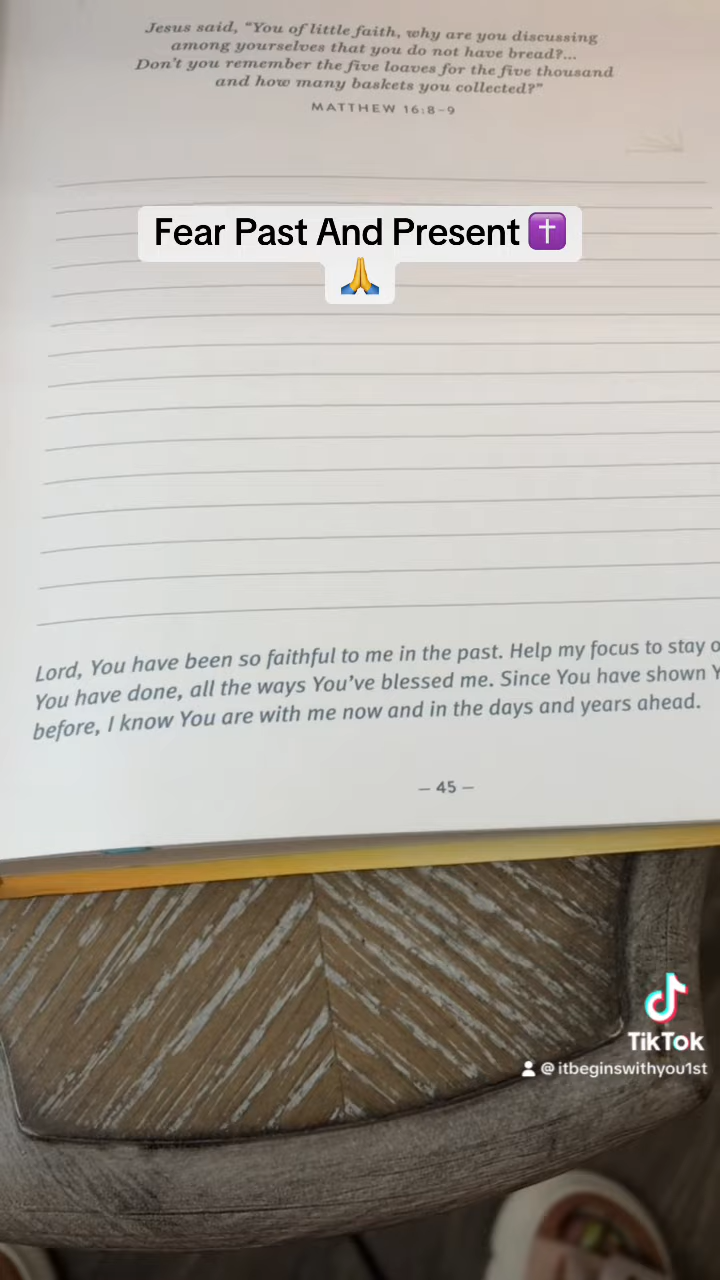 Jesus said, “You of little faith, why are you discussing
among yourselves that you do not have bread?...
Don’t you remember the five loaves for the five thousand
and how many baskets you collected?”
MATTHEW 16:8–9
Fear Past And Present ✝️
🙏
Lord, You have been so faithful to me in the past. Help my focus to stay
You have done, all the ways You’ve blessed me. Since You have shown
before, I know You are with me now and in the days and years ahead.
– 45 –
TikTok
@itbeginswithyou1st